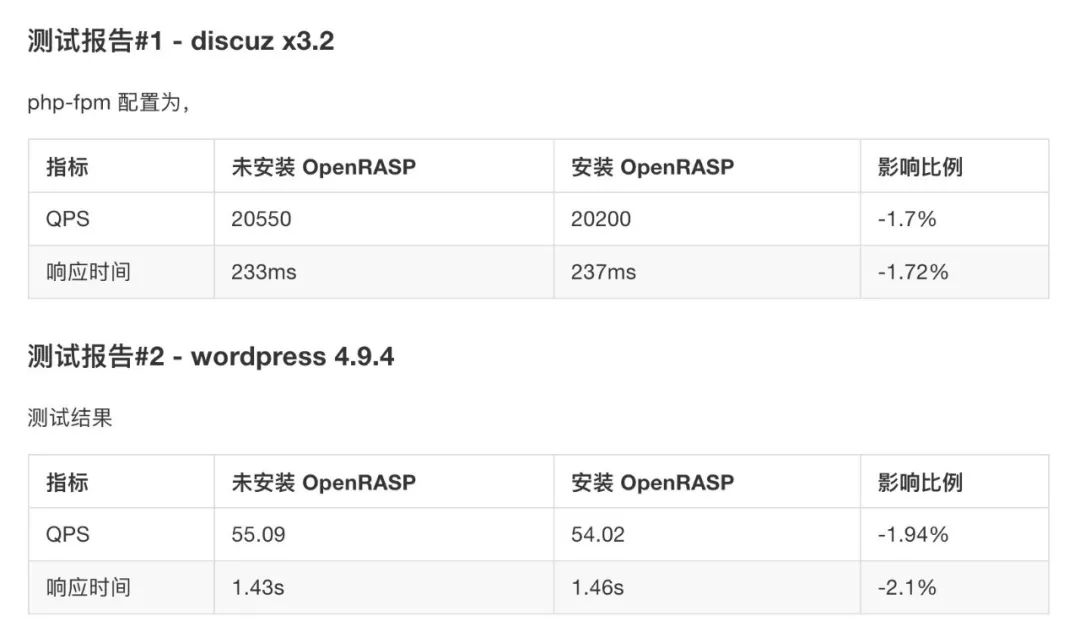 测试报告#1 - discuz x3.2
php-fpm 配置为，
指标 未安装 OpenRASP 安装 OpenRASP 影响比例
QPS 20550 20200 -1.7%
响应时间 233ms 237ms -1.72%
测试报告#2 - wordpress 4.9.4
测试结果
指标 未安装 OpenRASP 安装 OpenRASP 影响比例
QPS 55.09 54.02 -1.94%
响应时间 1.43s 1.46s -2.1%